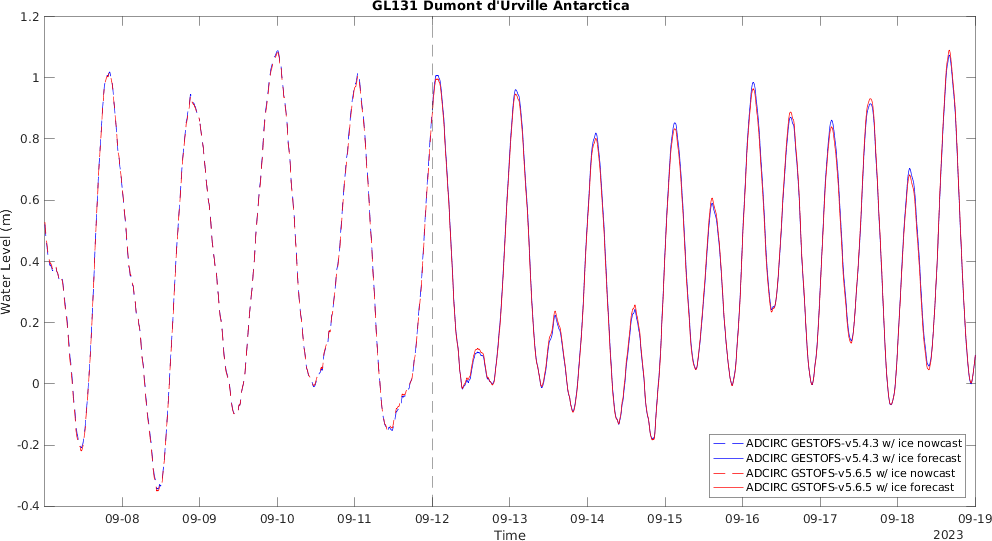 GL131 Dumont d'Urville Antarctica
1.2
1
0.8
0.6
0.4
0.2
0
-0.2
-0.4
Water Level (m)
ADCIRC GESTOFS-v5.4.3 w/ ice nowcast
ADCIRC GESTOFS-v5.4.3 w/ ice forecast
ADCIRC GSTOFS-v5.6.5 w/ ice nowcast
ADCIRC GSTOFS-v5.6.5 w/ ice forecast
09-08 09-09 09-10 09-11 09-12 09-13 09-14 09-15 09-16 09-17 09-18 09-19
Time
2023